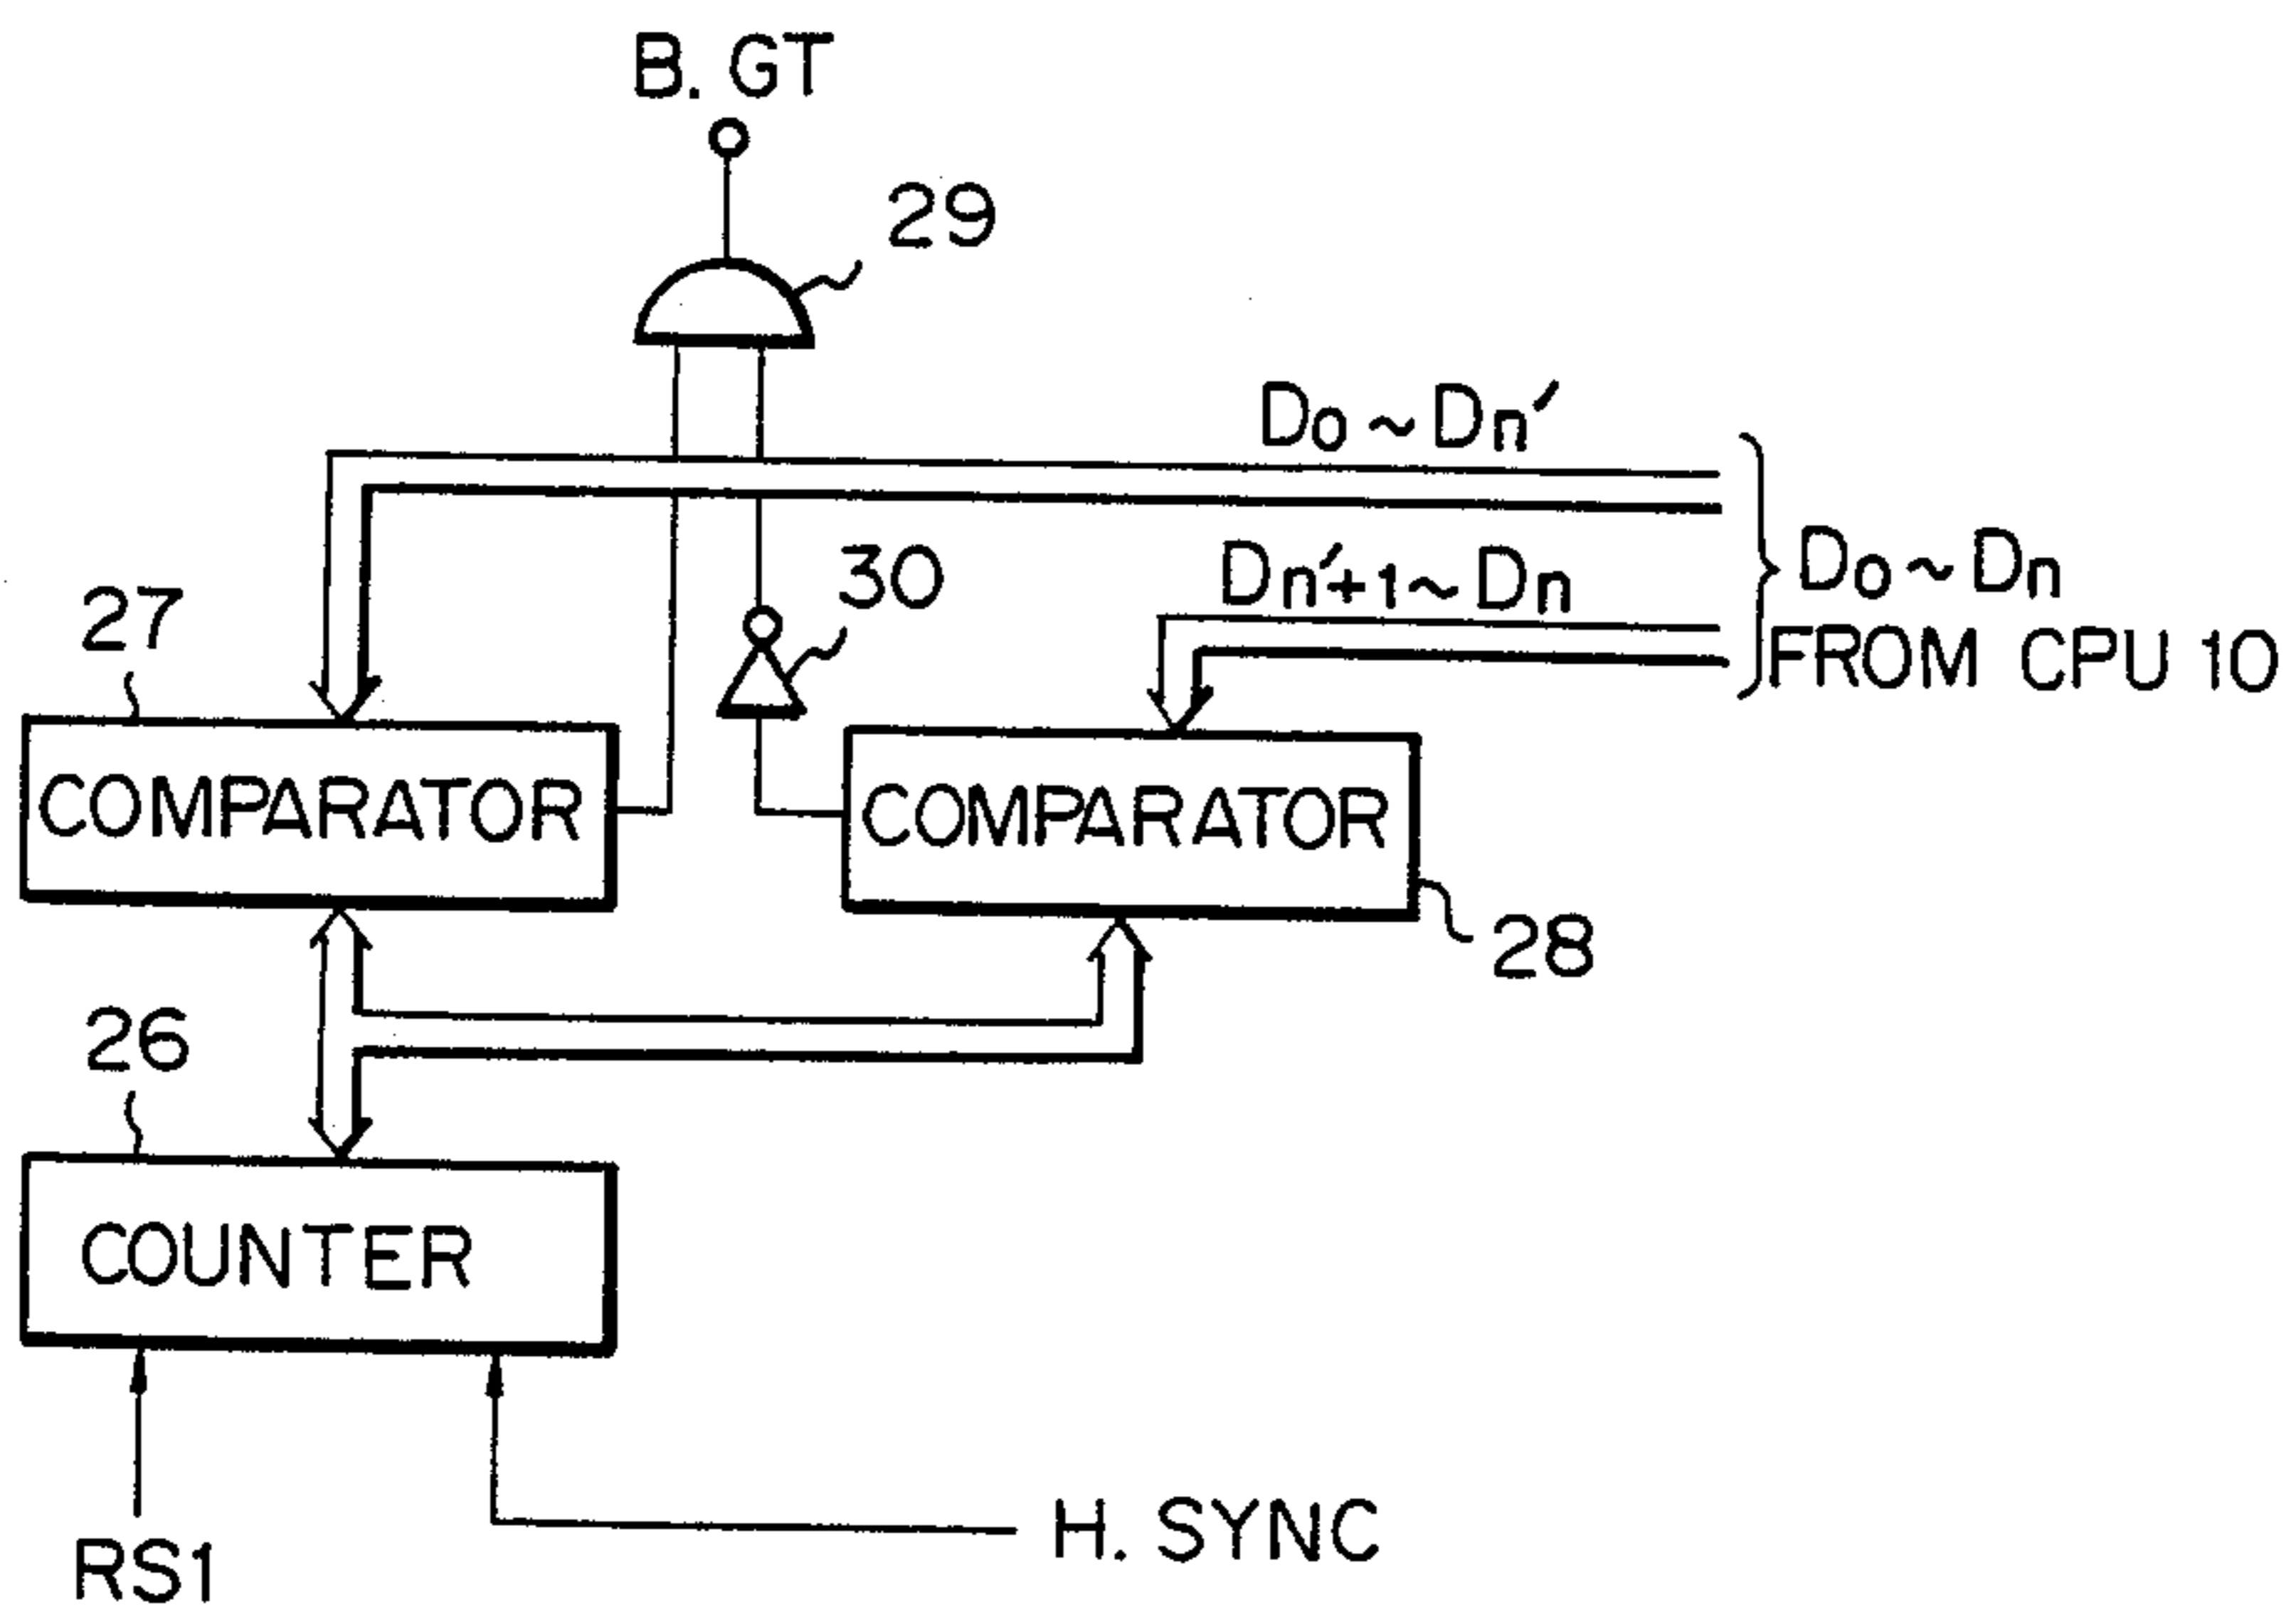 B. GT
29
Do ~ Dn'
Dn'+1 ~ Dn
Do ~ Dn
FROM CPU 10
30
27
COMPARATOR
COMPARATOR
28
26
COUNTER
RS1
H. SYNC